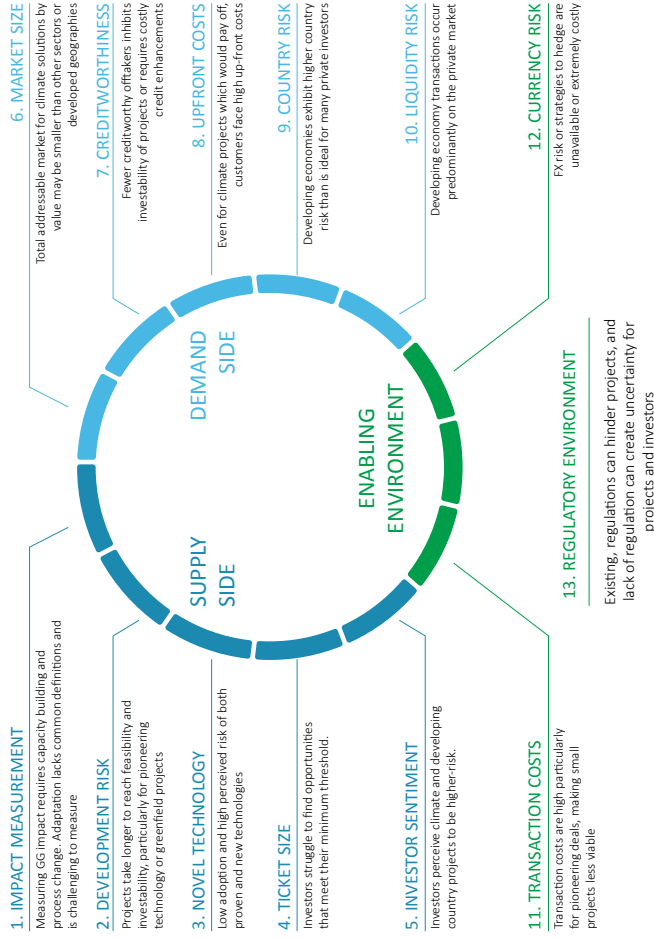 1. IMPACT MEASUREMENT
Measuring GG impact requires capacity building and
process change. Adaptation lacks common definitions and
is challenging to measure
2. DEVELOPMENT RISK
Projects take longer to reach feasibility and
investability, particularly for pioneering
technology or greenfield projects
3. NOVEL TECHNOLOGY
Low adoption and high perceived risk of both
proven and new technologies
4. TICKET SIZE
Investors struggle to find opportunities
that meet their minimum threshold.
5. INVESTOR SENTIMENT
Investors perceive climate and developing
country projects to be higher-risk.
SUPPLY
SIDE
DEMAND
SIDE
ENABLING
ENVIRONMENT
6. MARKET SIZE
Total addressable market for climate solutions by
value may be smaller than other sectors or
developed geographies
7. CREDITWORTHINESS
Fewer creditworthy offtakers inhibits
investability of projects or requires costly
credit enhancements
8. UPFRONT COSTS
Even for climate projects which would pay off,
customers face high up-front costs
9. COUNTRY RISK
Developing economies exhibit higher country
risk than is ideal for many private investors
10. LIQUIDITY RISK
Developing economy transactions occur
predominantly on the private market
11. TRANSACTION COSTS
Transaction costs are high particularly
for pioneering deals, making small
projects less viable
12. CURRENCY RISK
FX risk or strategies to hedge are
unavailable or extremely costly
13. REGULATORY ENVIRONMENT
Existing, regulations can hinder projects, and
lack of regulation can create uncertainty for
projects and investors